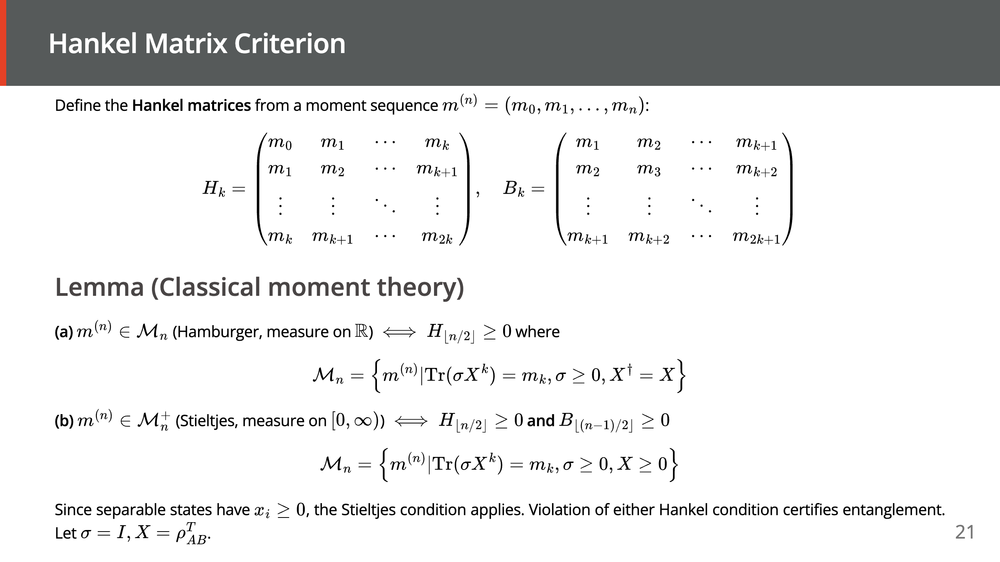 Hankel Matrix Criterion
Define the Hankel matrices from a moment sequence $m^{(n)} = (m_0, m_1, \ldots, m_n)$:
$H_k = \begin{pmatrix} m_0 & m_1 & \cdots & m_k \\ m_1 & m_2 & \cdots & m_{k+1} \\ \vdots & \vdots & \ddots & \vdots \\ m_k & m_{k+1} & \cdots & m_{2k} \end{pmatrix}, \quad B_k = \begin{pmatrix} m_1 & m_2 & \cdots & m_{k+1} \\ m_2 & m_3 & \cdots & m_{k+2} \\ \vdots & \vdots & \ddots & \vdots \\ m_{k+1} & m_{k+2} & \cdots & m_{2k+1} \end{pmatrix}$
Lemma (Classical moment theory)
(a) $m^{(n)} \in \mathcal{M}_n$ (Hamburger, measure on $\mathbb{R}$) $\iff H_{\lfloor n/2 \rfloor} \geq 0$ where
$\mathcal{M}_n = \left\{ m^{(n)} | \mathrm{Tr}(\sigma X^k) = m_k, \sigma \geq 0, X^\dagger = X \right\}$
(b) $m^{(n)} \in \mathcal{M}_n^+$ (Stieltjes, measure on $[0, \infty)$) $\iff H_{\lfloor n/2 \rfloor} \geq 0$ and $B_{\lfloor (n-1)/2 \rfloor} \geq 0$
$\mathcal{M}_n = \left\{ m^{(n)} | \mathrm{Tr}(\sigma X^k) = m_k, \sigma \geq 0, X \geq 0 \right\}$
Since separable states have $x_i \geq 0$, the Stieltjes condition applies. Violation of either Hankel condition certifies entanglement.
Let $\sigma = I, X = \rho_{AB}^T$.
21